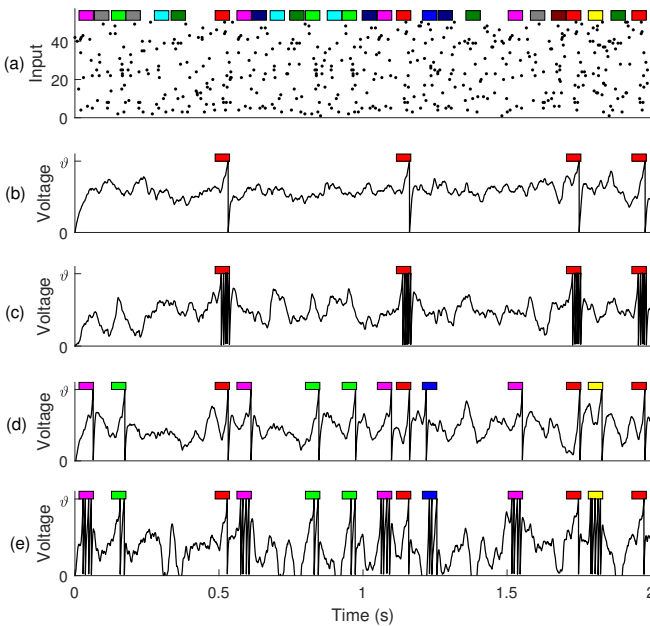 (a)
Input
40
20
0
(b)
Voltage
ϑ
0
(c)
Voltage
ϑ
0
(d)
Voltage
ϑ
0
(e)
Voltage
ϑ
0
0 0.5 1 1.5 2
Time (s)